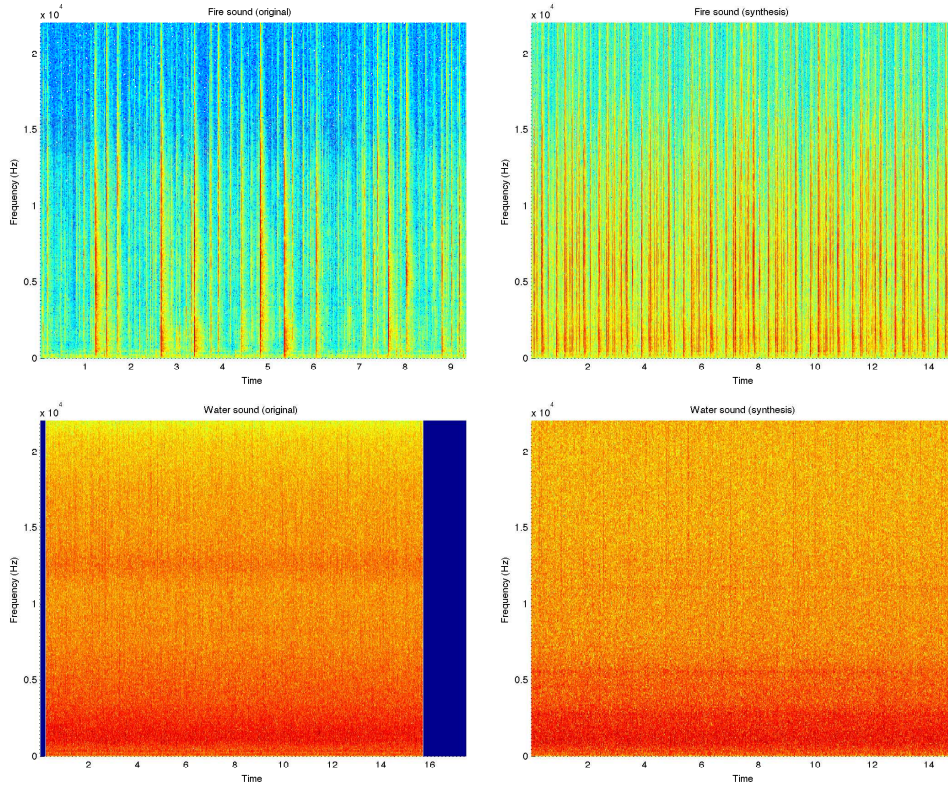 Fire sound (original)
x 10^4
2
1.5
1
0.5
0
Frequency (Hz)
1 2 3 4 5 6 7 8 9
Time
Fire sound (synthesis)
x 10^4
2
1.5
1
0.5
0
Frequency (Hz)
2 4 6 8 10 12 14
Time
Water sound (original)
x 10^4
2
1.5
1
0.5
0
Frequency (Hz)
2 4 6 8 10 12 14 16
Time
Water sound (synthesis)
x 10^4
2
1.5
1
0.5
0
Frequency (Hz)
2 4 6 8 10 12 14
Time